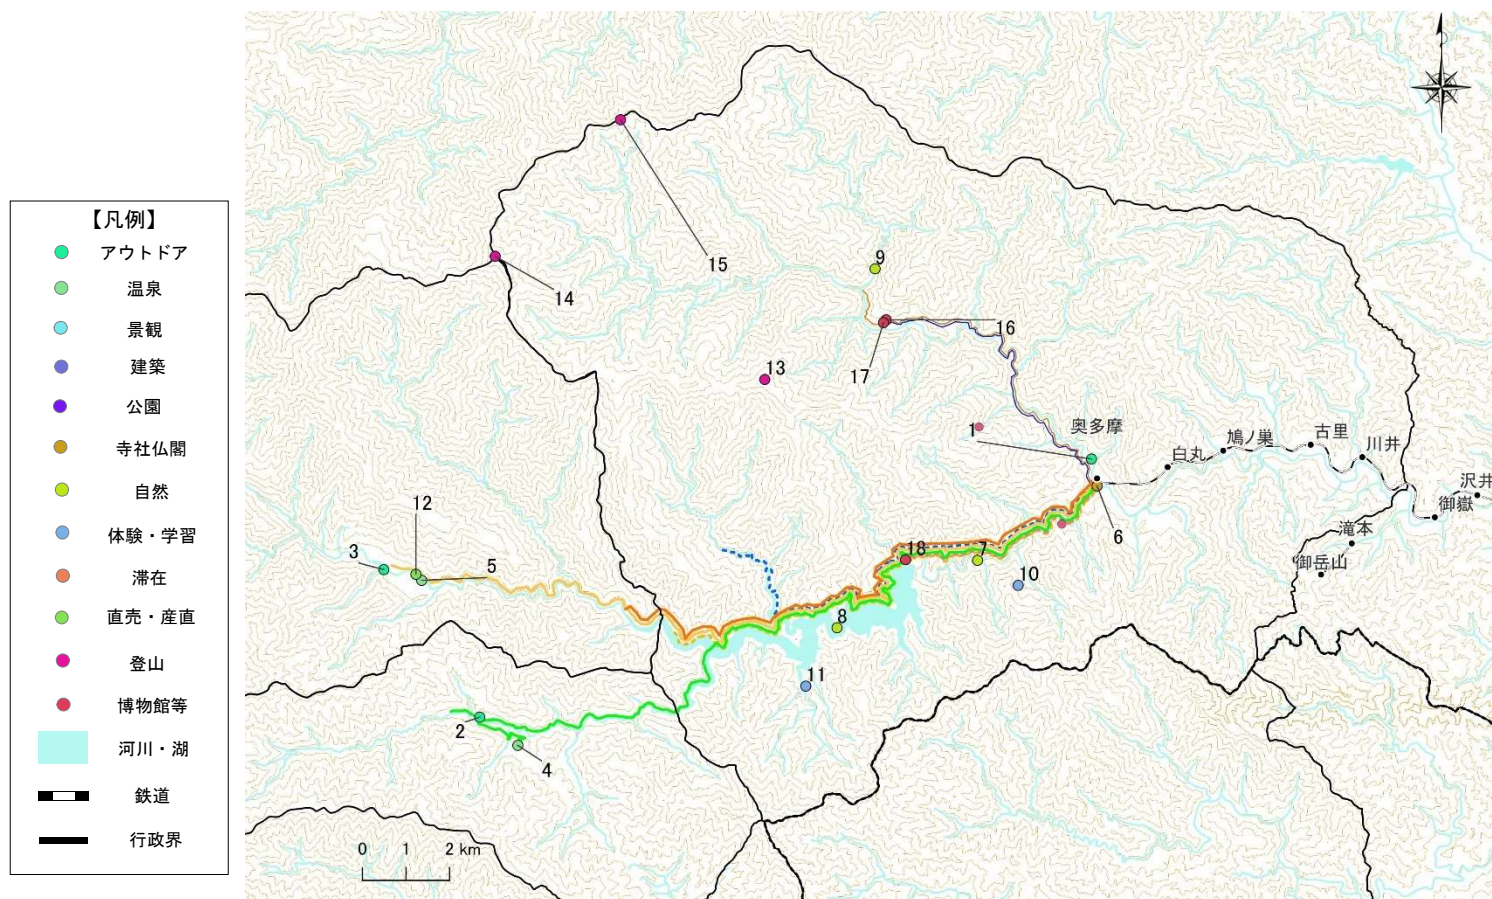 【凡例】
アウトドア
温泉
景観
建築
公園
寺社仏閣
自然
体験・学習
滞在
直売・産直
登山
博物館等
河川・湖
鉄道
行政界
15
9
14
16
17
13
1
奥多摩
白丸
鳩ノ巣
古里
川井
沢井
御嶽
滝本
御岳山
12
3
5
6
18
7
10
8
11
2
4
0 1 2 km